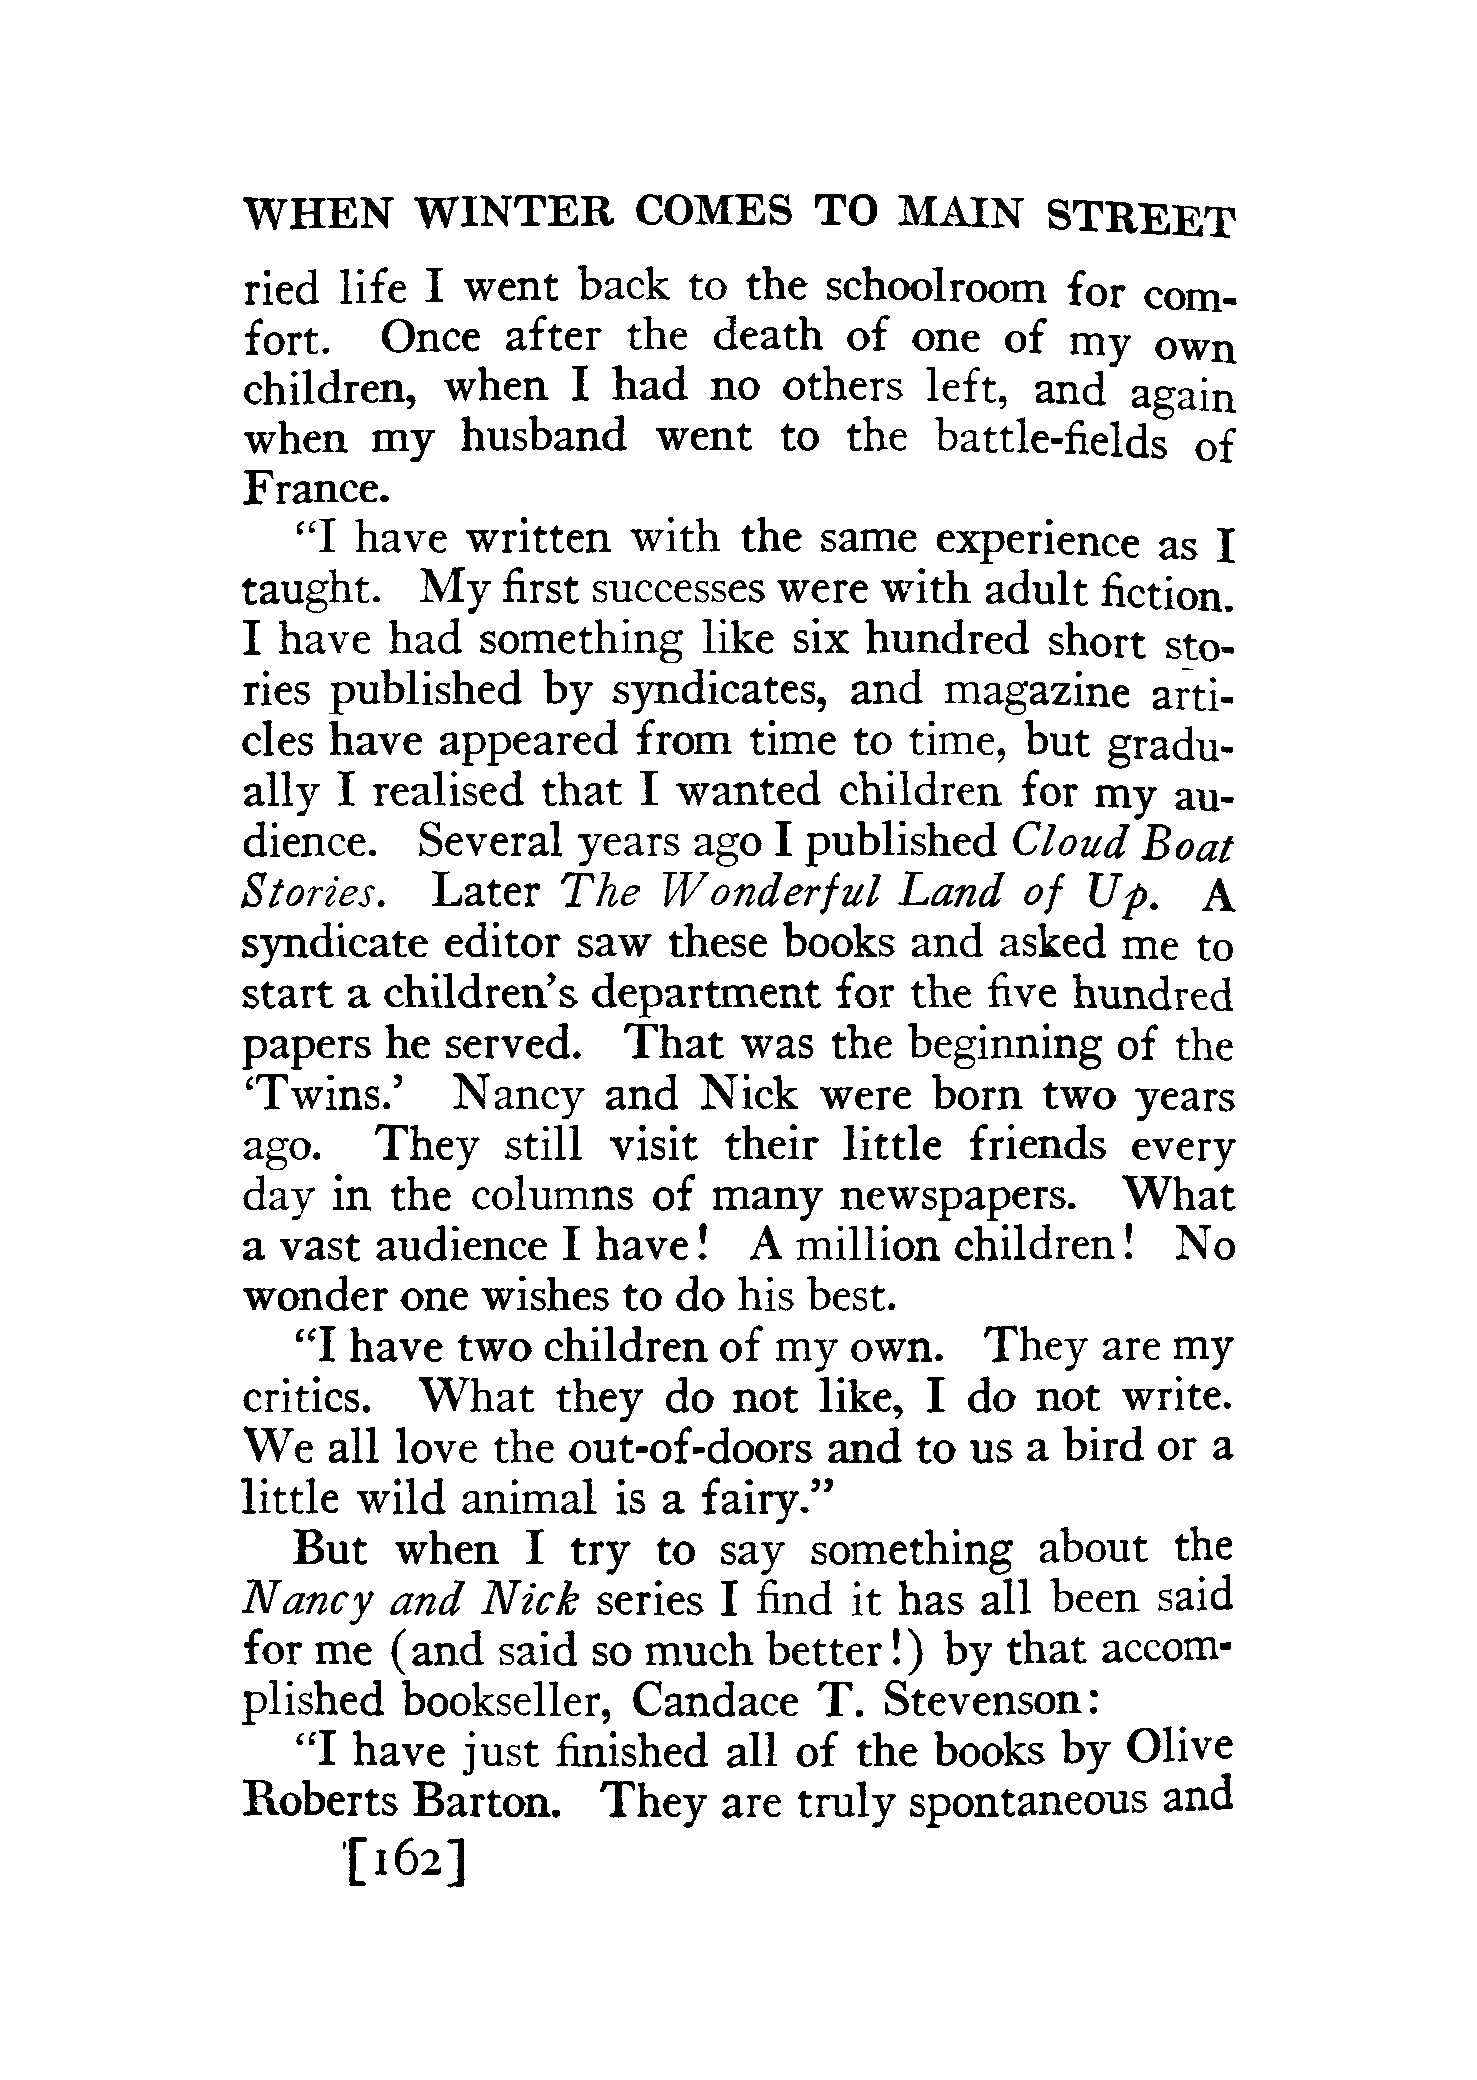 WHEN WINTER COMES TO MAIN STREET
ried life I went back to the schoolroom for com-
fort. Once after the death of one of my own
children, when I had no others left, and again
when my husband went to the battle-fields of
France.
"I have written with the same experience as I
taught. My first successes were with adult fiction.
I have had something like six hundred short sto-
ries published by syndicates, and magazine arti-
cles have appeared from time to time, but gradu-
ally I realised that I wanted children for my au-
dience. Several years ago I published Cloud Boat
Stories. Later The Wonderful Land of Up. A
syndicate editor saw these books and asked me to
start a children's department for the five hundred
papers he served. That was the beginning of the
'Twins.' Nancy and Nick were born two years
ago. They still visit their little friends every
day in the columns of many newspapers. What
a vast audience I have! A million children! No
wonder one wishes to do his best.
"I have two children of my own. They are my
critics. What they do not like, I do not write.
We all love the out-of-doors and to us a bird or a
little wild animal is a fairy."
But when I try to say something about the
Nancy and Nick series I find it has all been said
for me (and said so much better!) by that accom-
plished bookseller, Candace T. Stevenson:
"I have just finished all of the books by Olive
Roberts Barton. They are truly spontaneous and
[162]